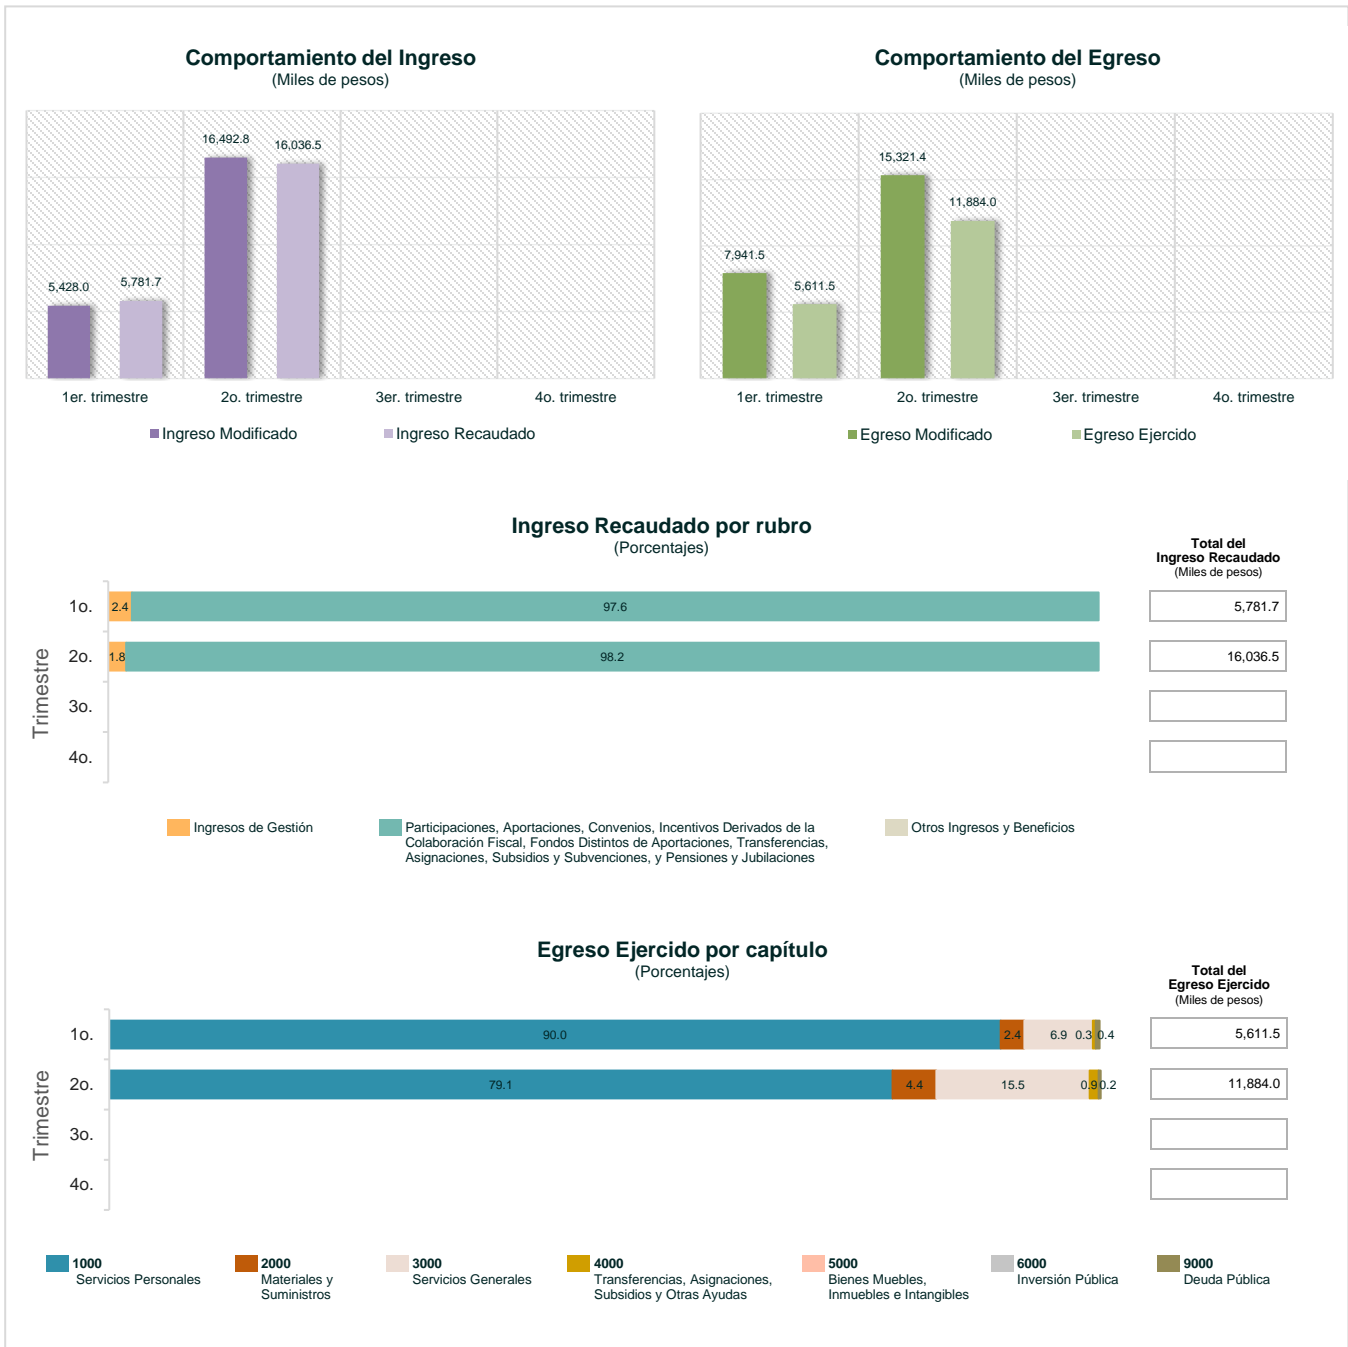 Comportamiento del Ingreso
(Miles de pesos)
16,492.8
16,036.5
5,428.0
5,781.7
1er. trimestre
2o. trimestre
3er. trimestre
4o. trimestre
Ingreso Modificado
Ingreso Recaudado
Comportamiento del Egreso
(Miles de pesos)
15,321.4
11,884.0
7,941.5
5,611.5
1er. trimestre
2o. trimestre
3er. trimestre
4o. trimestre
Egreso Modificado
Egreso Ejercido
Ingreso Recaudado por rubro
(Porcentajes)
Total del
Ingreso Recaudado
(Miles de pesos)
Trimestre
1o.
2.4
97.6
5,781.7
2o.
1.8
98.2
16,036.5
3o.
4o.
Ingresos de Gestión
Participaciones, Aportaciones, Convenios, Incentivos Derivados de la
Colaboración Fiscal, Fondos Distintos de Aportaciones, Transferencias,
Asignaciones, Subsidios y Subvenciones, y Pensiones y Jubilaciones
Otros Ingresos y Beneficios
Egreso Ejercido por capítulo
(Porcentajes)
Total del
Egreso Ejercido
(Miles de pesos)
Trimestre
1o.
90.0
2.4
6.9
0.3
0.4
5,611.5
2o.
79.1
4.4
15.5
0.9
0.2
11,884.0
3o.
4o.
1000
Servicios Personales
2000
Materiales y
Suministros
3000
Servicios Generales
4000
Transferencias, Asignaciones,
Subsidios y Otras Ayudas
5000
Bienes Muebles,
Inmuebles e Intangibles
6000
Inversión Pública
9000
Deuda Pública